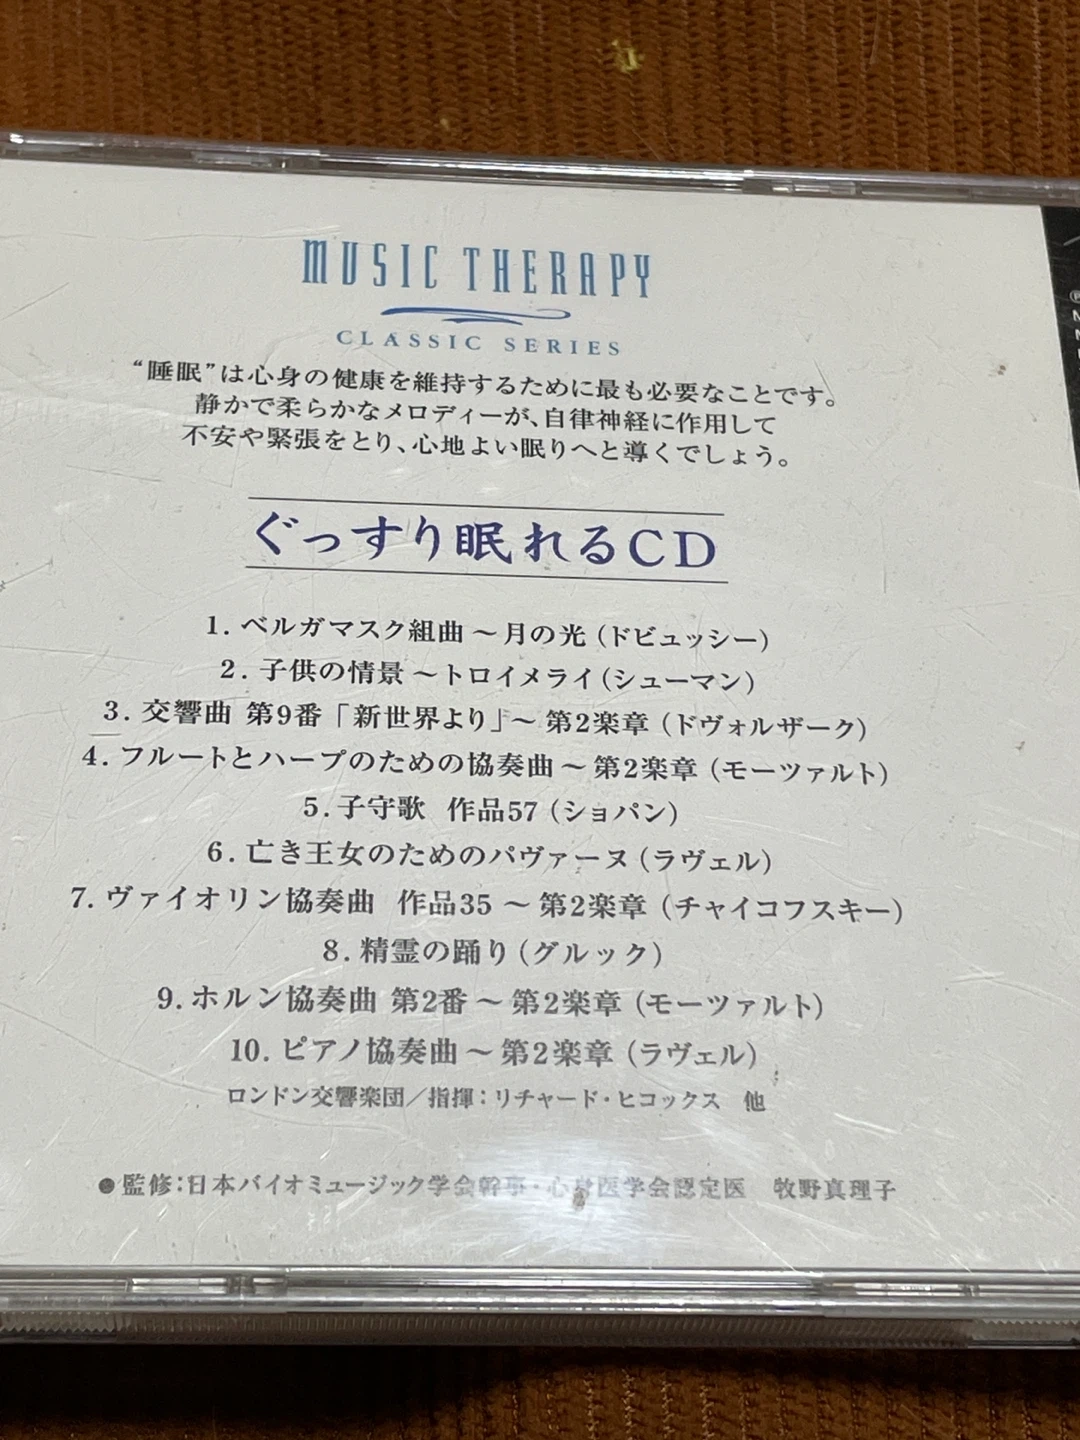 MUSIC THERAPY
CLASSIC SERIES
“睡眠”は心身の健康を維持するために最も必要なことです。
静かで柔らかなメロディーが、自律神経に作用して
不安や緊張をとり、心地よい眠りへと導くでしょう。
ぐっすり眠れるCD
1. ベルガマスク組曲～月の光（ドビュッシー）
2. 子供の情景～トロイメライ（シューマン）
3. 交響曲 第9番「新世界より」～第2楽章（ドヴォルザーク）
4. フルートとハープのための協奏曲～第2楽章（モーツァルト）
5. 子守歌 作品57（ショパン）
6. 亡き王女のためのパヴァーヌ（ラヴェル）
7. ヴァイオリン協奏曲 作品35～第2楽章（チャイコフスキー）
8. 精霊の踊り（グルック）
9. ホルン協奏曲 第2番～第2楽章（モーツァルト）
10. ピアノ協奏曲～第2楽章（ラヴェル）
ロンドン交響楽団／指揮：リチャード・ヒコックス 他
●監修：日本バイオミュージック学会幹事・心身医学会認定医 牧野真理子